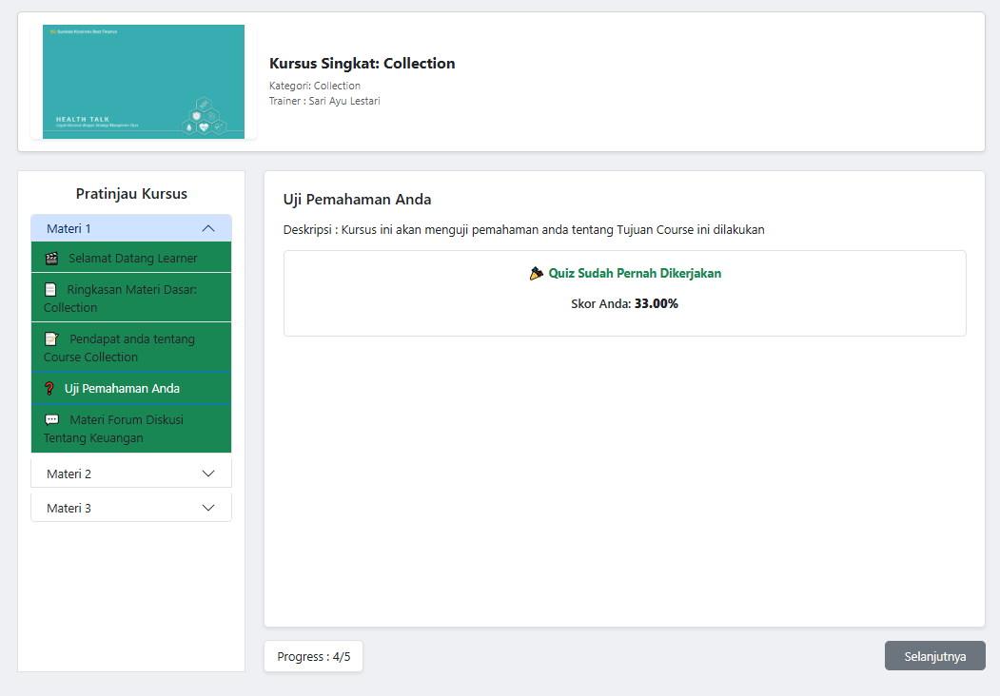 Kursus Singkat: Collection
Kategori: Collection
Trainer : Sari Ayu Lestari
HEALTH TALK
Pratinjau Kursus
Materi 1
Selamat Datang Learner
Ringkasan Materi Dasar:
Collection
Pendapat anda tentang
Course Collection
Uji Pemahaman Anda
Materi Forum Diskusi
Tentang Keuangan
Materi 2
Materi 3
Uji Pemahaman Anda
Deskripsi : Kursus ini akan menguji pemahaman anda tentang Tujuan Course ini dilakukan
Quiz Sudah Pernah Dikerjakan
Skor Anda: 33.00%
Progress : 4/5
Selanjutnya